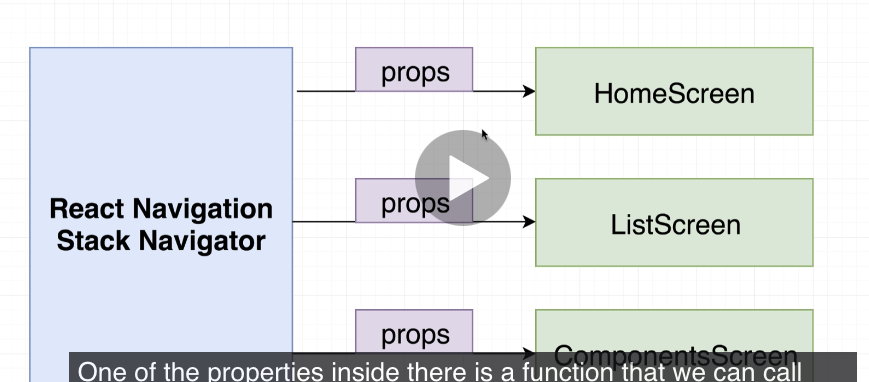 props
HomeScreen
React Navigation
Stack Navigator
props
ListScreen
props
ComponentsScreen
One of the properties inside there is a function that we can call